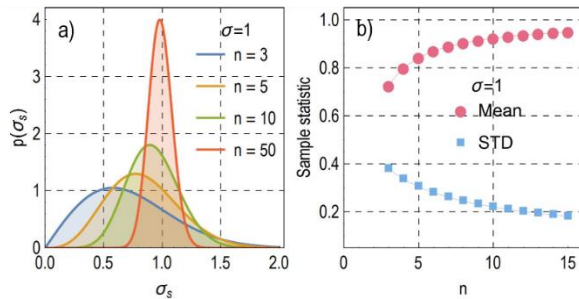 a)
σ=1
n = 3
n = 5
n = 10
n = 50
p(σₛ)
4
3
2
1
0
0.0
0.5
1.0
1.5
2.0
σₛ
b)
σ=1
Mean
STD
Sample statistic
1.0
0.8
0.6
0.4
0.2
0
5
10
15
n